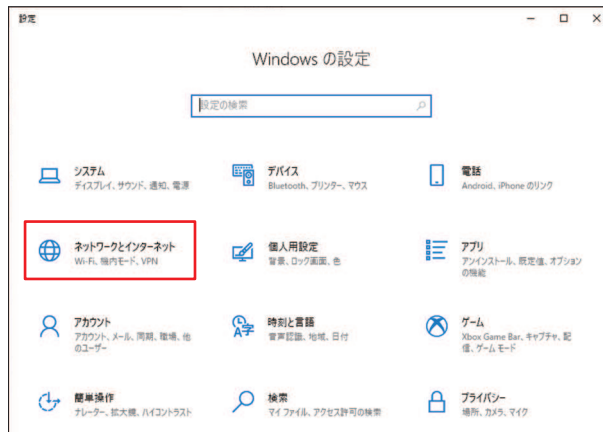 設定
Windows の設定
設定の検索
システム
ディスプレイ、サウンド、通知、電源
デバイス
Bluetooth、プリンター、マウス
電話
Android、iPhone のリンク
ネットワークとインターネット
Wi-Fi、機内モード、VPN
個人用設定
背景、ロック画面、色
アプリ
アンインストール、既定値、オプション
の機能
アカウント
アカウント、メール、同期、職場、他
のユーザー
時刻と言語
音声認識、地域、日付
ゲーム
Xbox Game Bar、キャプチャ、配
信、ゲーム モード
簡単操作
ナレーター、拡大鏡、ハイコントラスト
検索
マイ ファイル、アクセス許可の検索
プライバシー
場所、カメラ、マイク